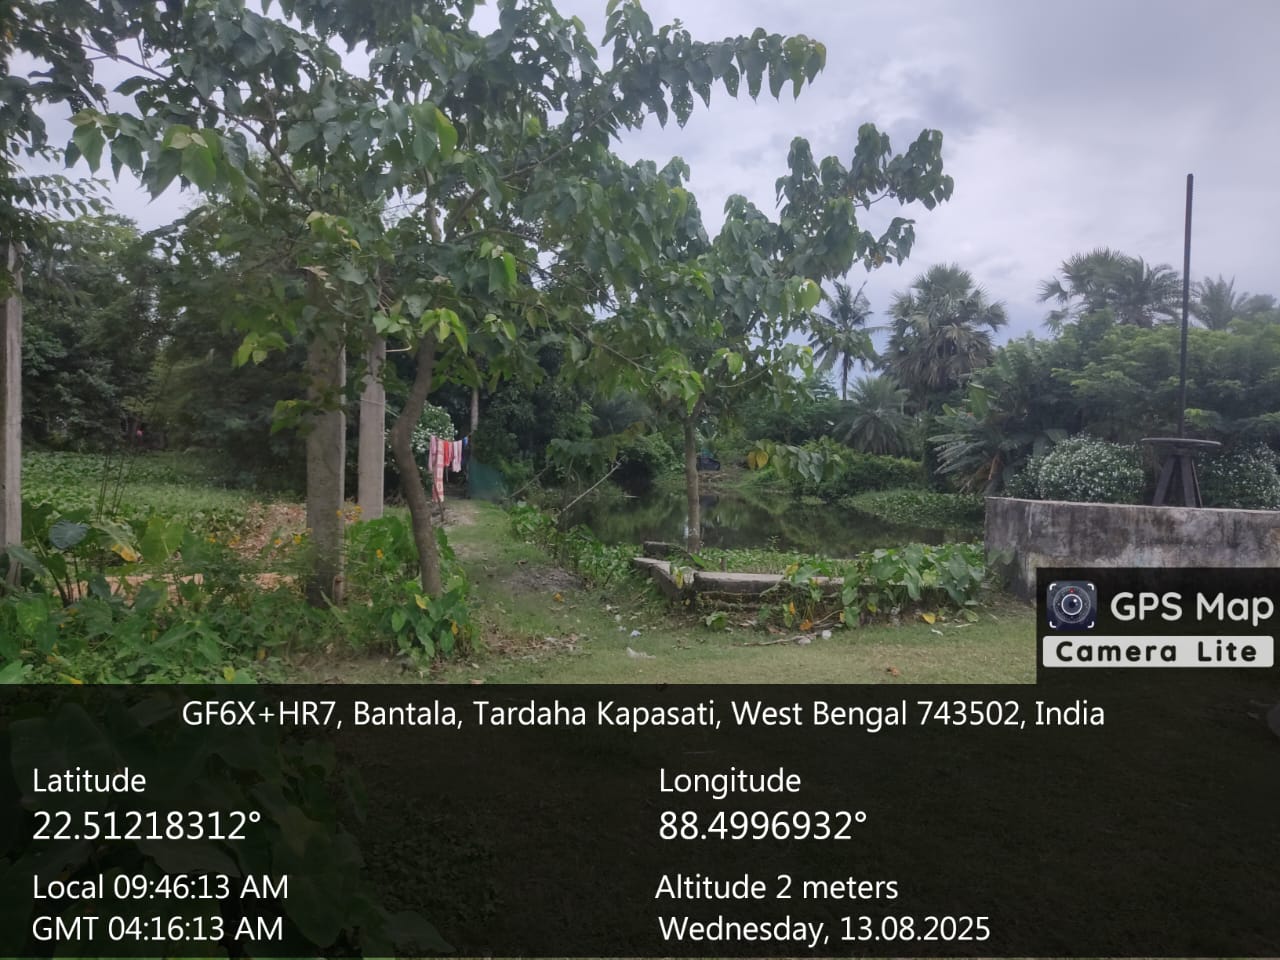 GPS Map
Camera Lite
GF6X+HR7, Bantala, Tardaha Kapasati, West Bengal 743502, India
Latitude
22.51218312°
Longitude
88.4996932°
Local 09:46:13 AM
GMT 04:16:13 AM
Altitude 2 meters
Wednesday, 13.08.2025